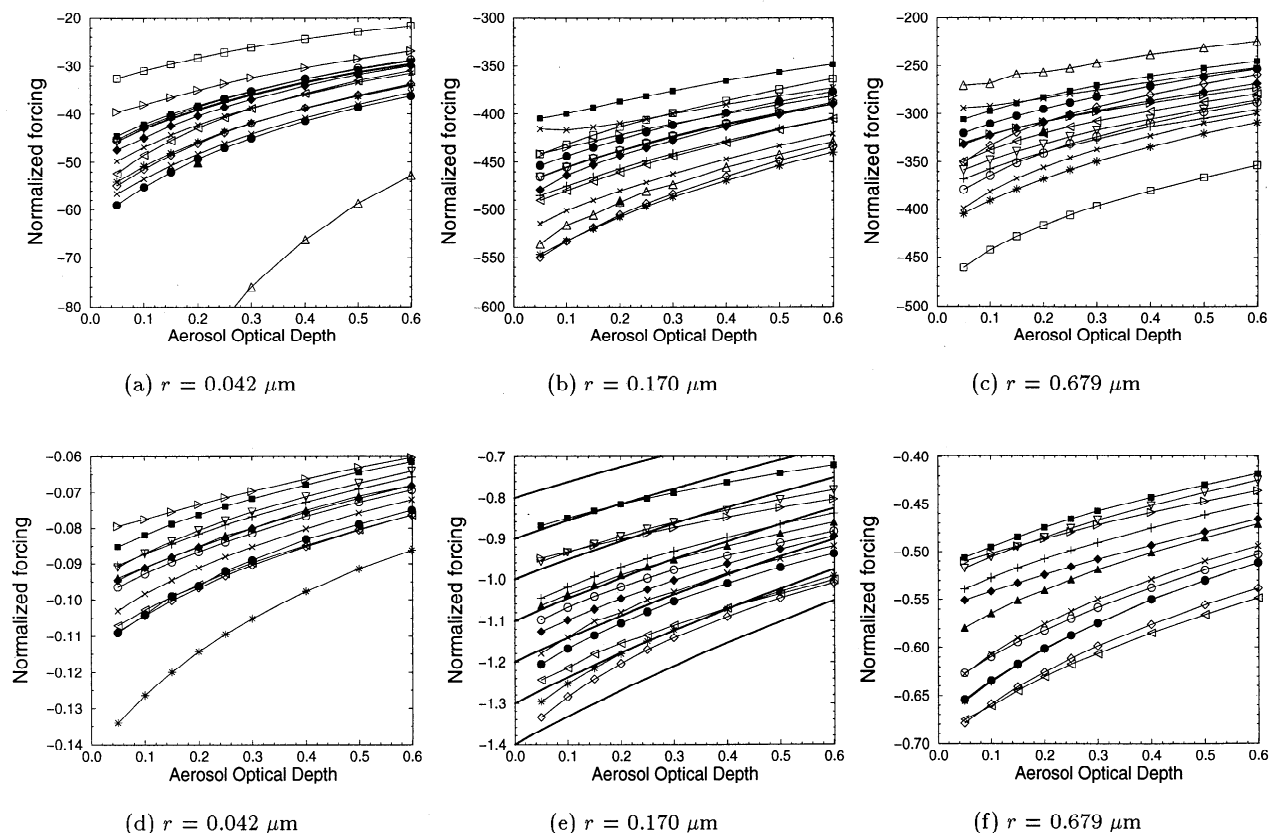 -20
-30
-40
-50
-60
-70
-80
0.0 0.1 0.2 0.3 0.4 0.5 0.6
Normalized forcing
Aerosol Optical Depth
(a) r = 0.042 μm
-300
-350
-400
-450
-500
-550
-600
0.0 0.1 0.2 0.3 0.4 0.5 0.6
Normalized forcing
Aerosol Optical Depth
(b) r = 0.170 μm
-200
-250
-300
-350
-400
-450
-500
0.0 0.1 0.2 0.3 0.4 0.5 0.6
Normalized forcing
Aerosol Optical Depth
(c) r = 0.679 μm
-0.06
-0.07
-0.08
-0.09
-0.10
-0.11
-0.12
-0.13
-0.14
0.0 0.1 0.2 0.3 0.4 0.5 0.6
Normalized forcing
Aerosol Optical Depth
(d) r = 0.042 μm
-0.7
-0.8
-0.9
-1.0
-1.1
-1.2
-1.3
-1.4
0.0 0.1 0.2 0.3 0.4 0.5 0.6
Normalized forcing
Aerosol Optical Depth
(e) r = 0.170 μm
-0.40
-0.45
-0.50
-0.55
-0.60
-0.65
-0.70
0.0 0.1 0.2 0.3 0.4 0.5 0.6
Normalized forcing
Aerosol Optical Depth
(f) r = 0.679 μm